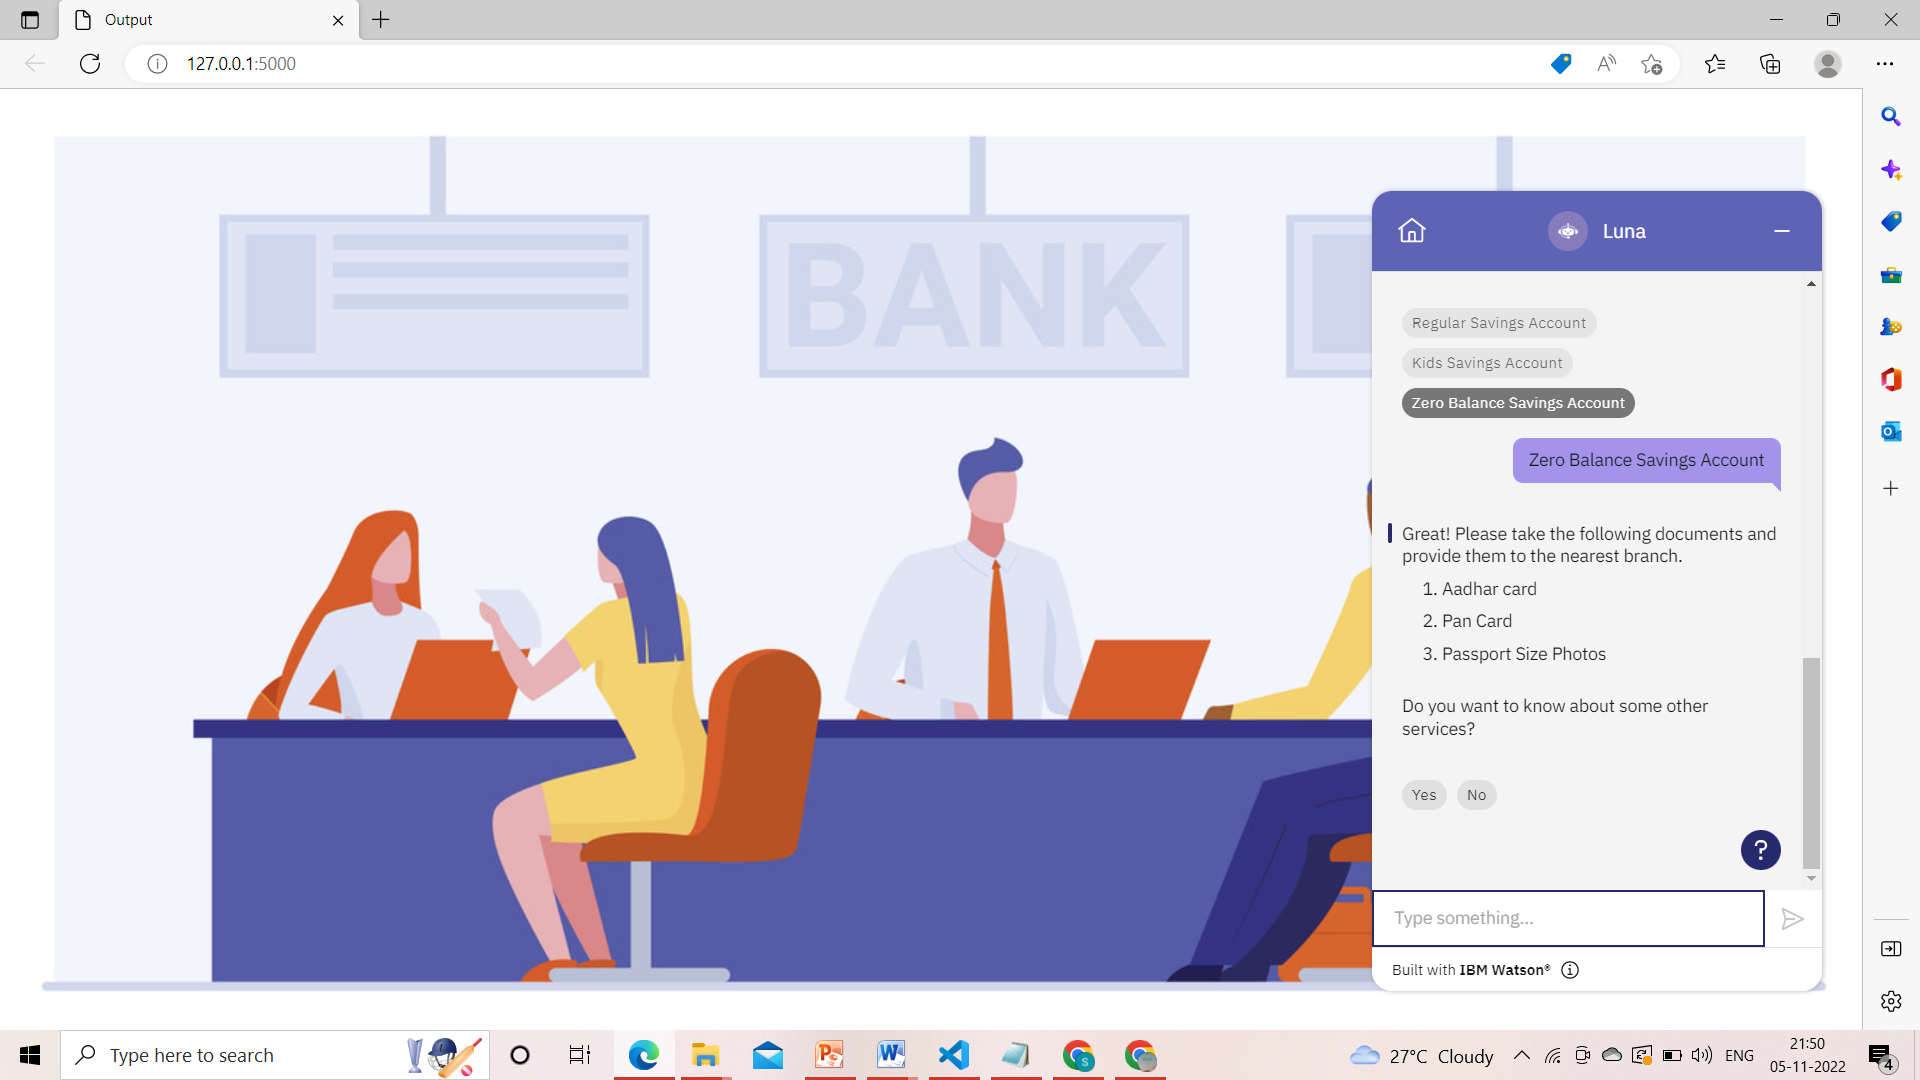 Output
127.0.0.1:5000
BANK
Luna
Regular Savings Account
Kids Savings Account
Zero Balance Savings Account
Zero Balance Savings Account
Great! Please take the following documents and
provide them to the nearest branch.
1. Aadhar card
2. Pan Card
3. Passport Size Photos
Do you want to know about some other
services?
Yes No
?
Type something...
Built with IBM Watson®
Type here to search
27°C Cloudy
ENG
21:50
05-11-2022
4